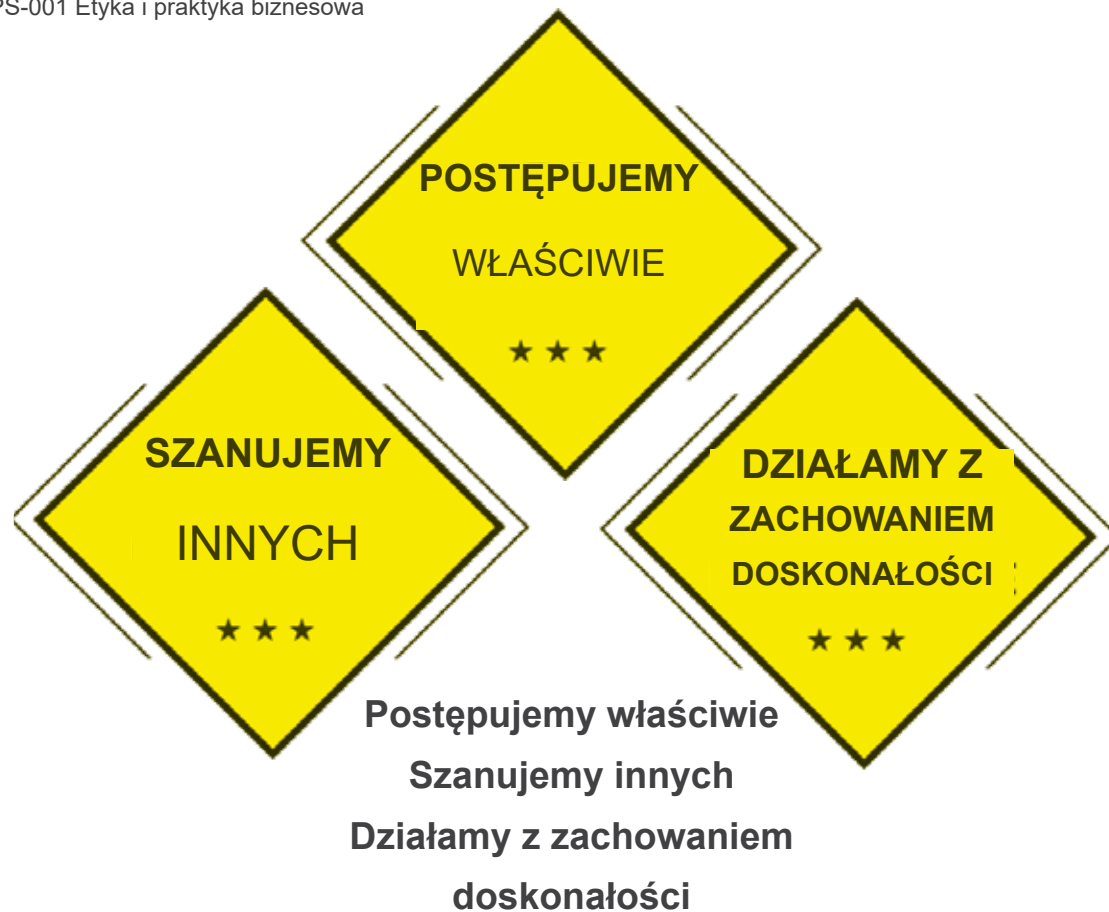 PS-001 Etyka i praktyka biznesowa
POSTĘPUJEMY
WŁAŚCIWIE
SZANUJEMY
INNYCH
DZIAŁAMY Z
ZACHOWANIEM
DOSKONAŁOŚCI
Postępujemy właściwie
Szanujemy innych
Działamy z zachowaniem
doskonałości